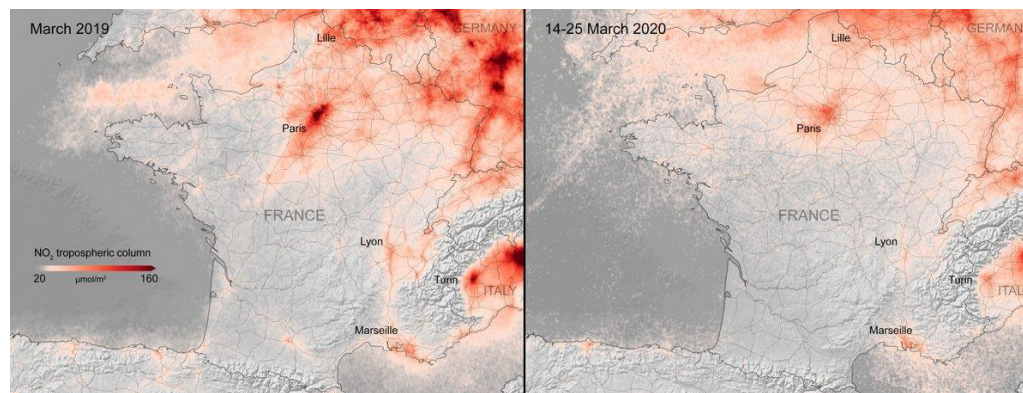 March 2019
Lille
GERMANY
Paris
FRANCE
Lyon
NO₂ tropospheric column
20 µmol/m² 160
Turin
ITALY
Marseille
14-25 March 2020
Lille
GERMAN
Paris
FRANCE
Lyon
Turin
ITAL
Marseille